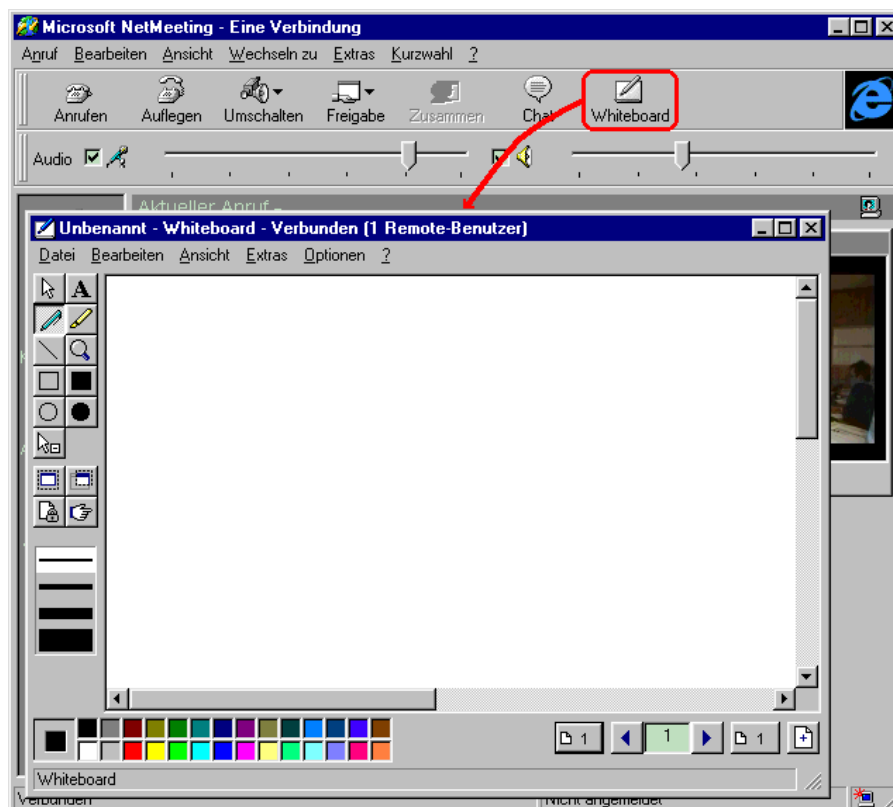 Microsoft NetMeeting - Eine Verbindung
Anruf Bearbeiten Ansicht Wechseln zu Extras Kurzwahl ?
Anrufen Auflegen Umschalten Freigabe Zusammen Chat Whiteboard
Audio
Aktueller Anruf -
Unbenannt - Whiteboard - Verbunden (1 Remote-Benutzer)
Datei Bearbeiten Ansicht Extras Optionen ?
A
1 1 1
Whiteboard
Verbunden Nicht angemeldet